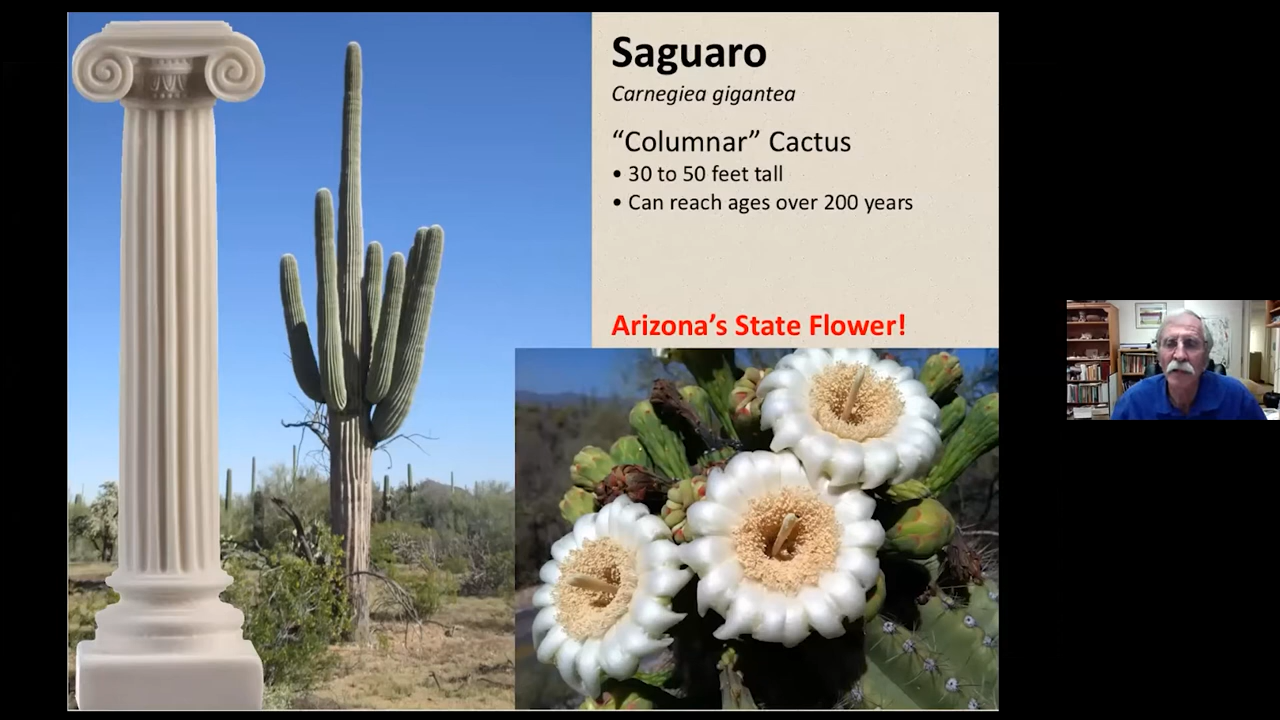 Saguaro
Carnegiea gigantea
“Columnar” Cactus
• 30 to 50 feet tall
• Can reach ages over 200 years
Arizona’s State Flower!